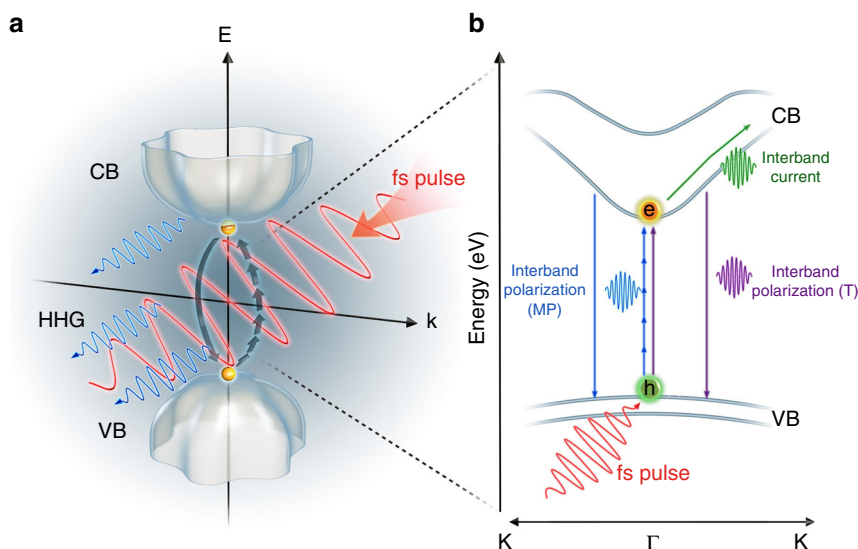 a
E
CB
fs pulse
HHG
k
VB
b
Energy (eV)
CB
Interband
current
e
Interband
polarization
(MP)
Interband
polarization (T)
h
VB
fs pulse
K
Γ
K